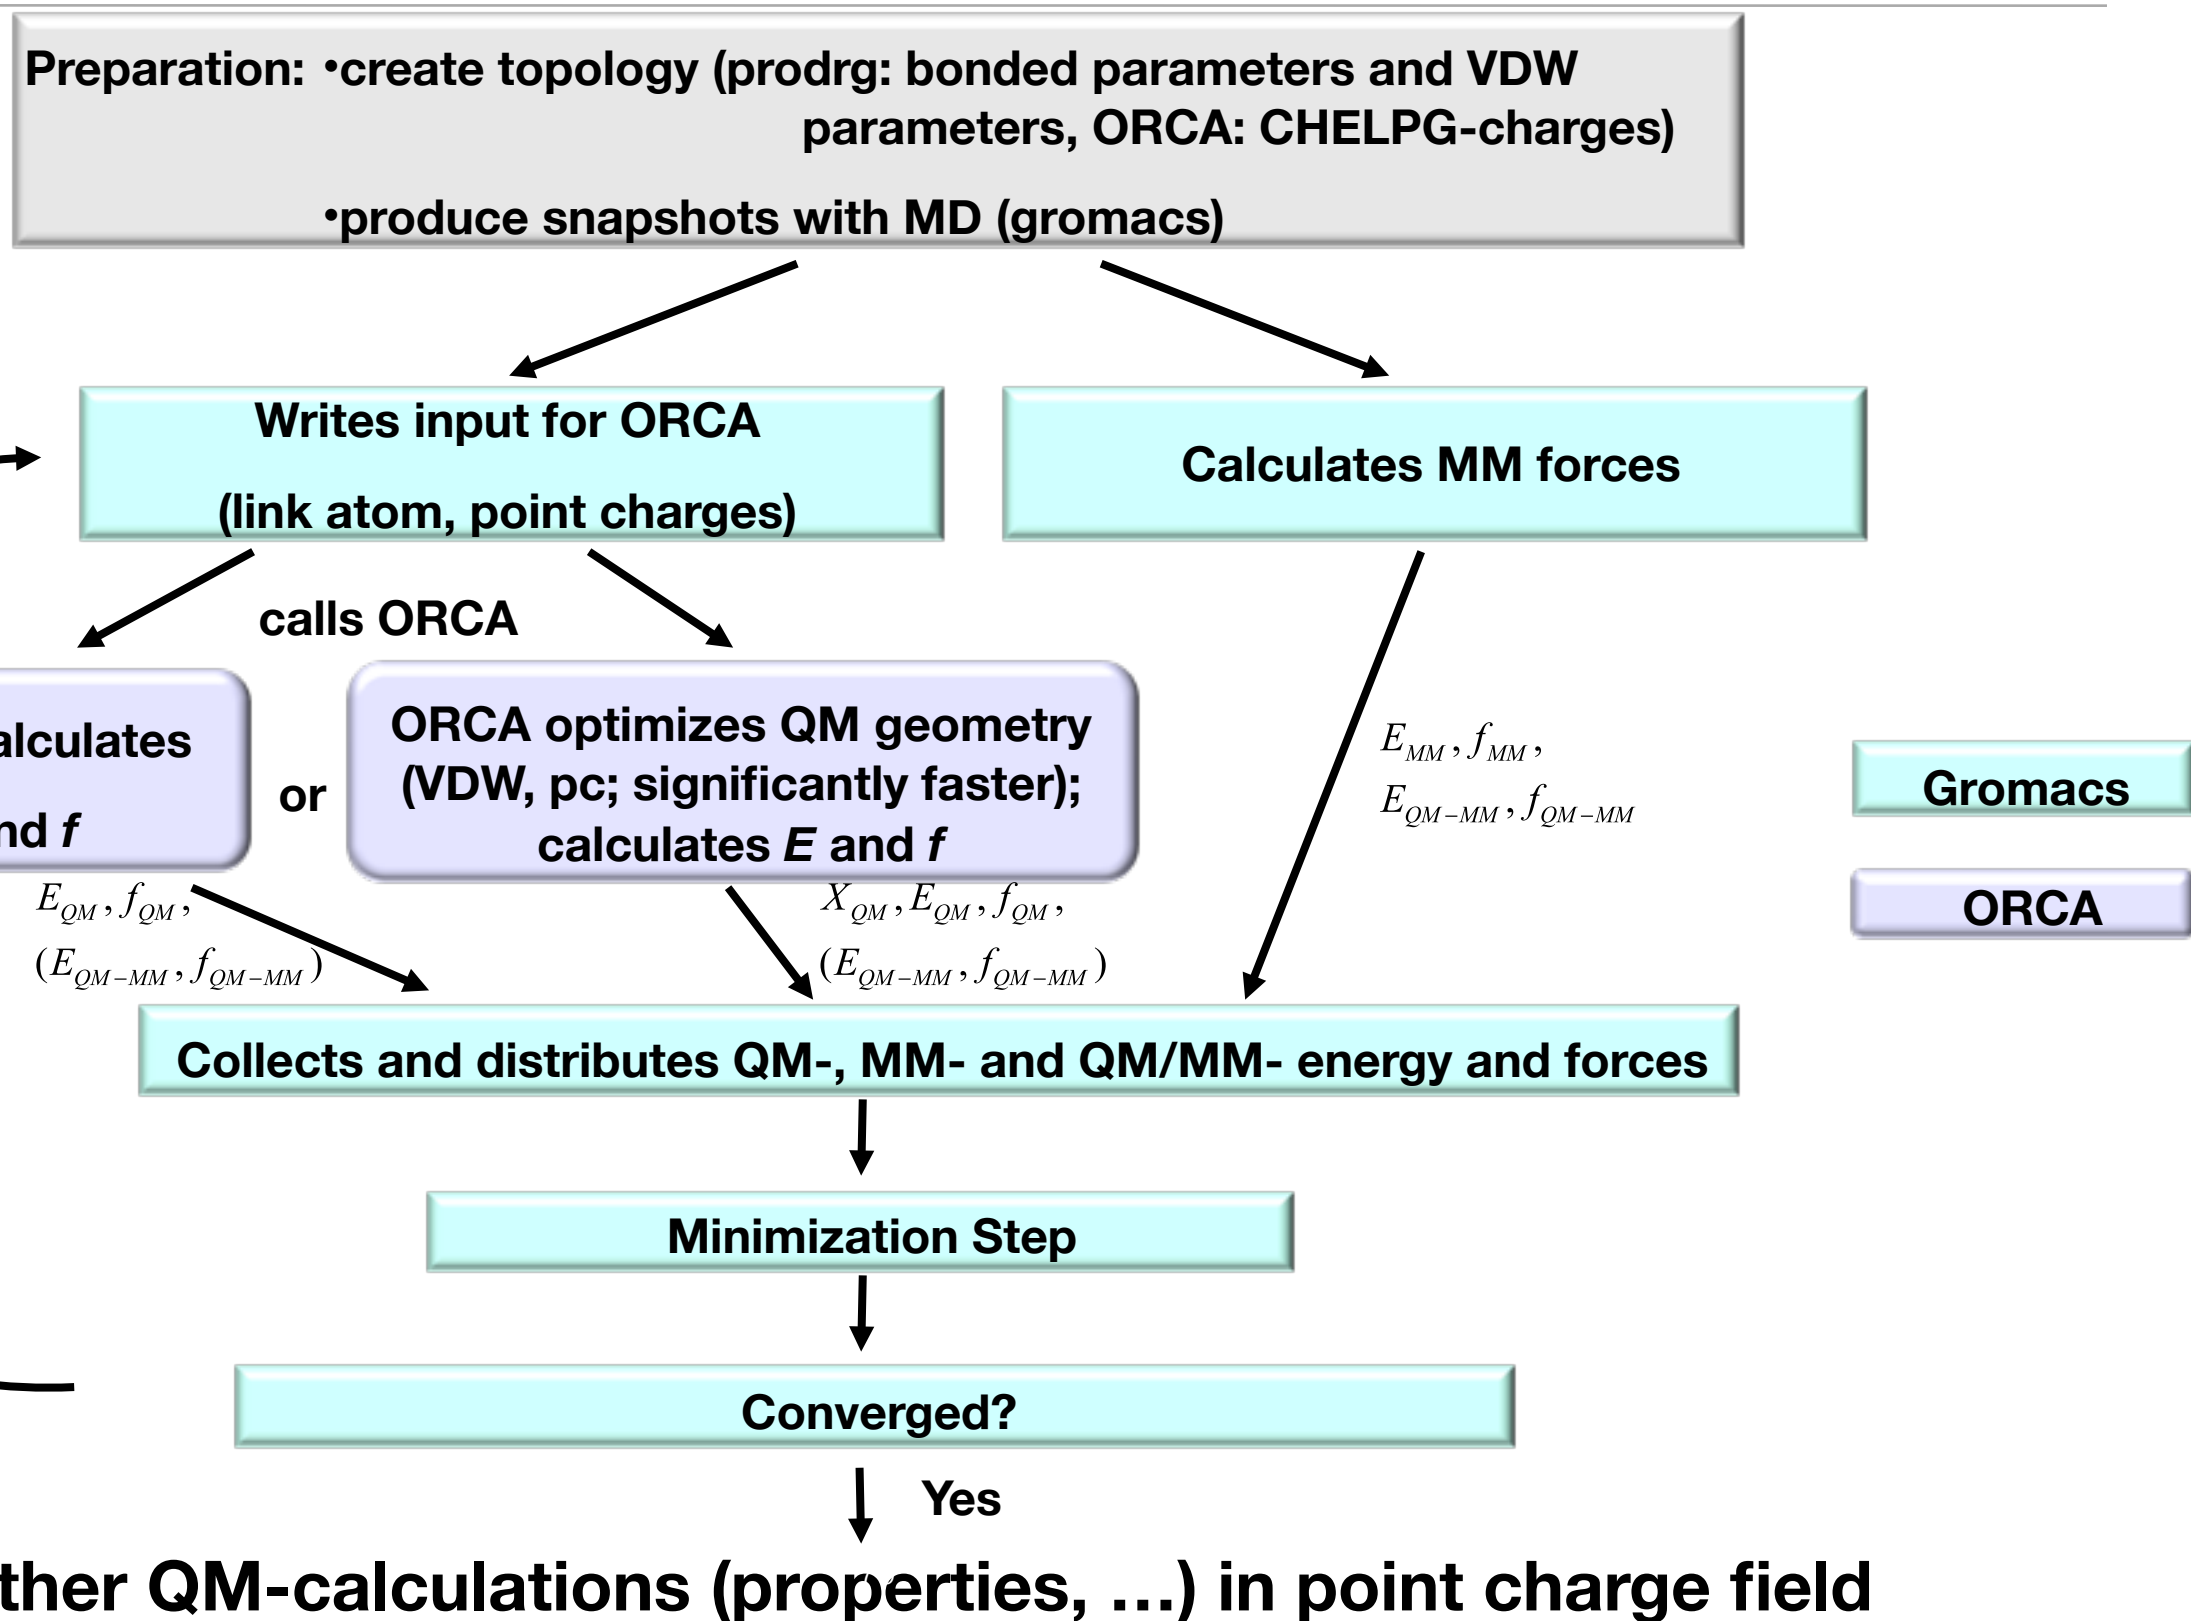 Preparation: •create topology (prodrg: bonded parameters and VDW
parameters, ORCA: CHELPG-charges)
•produce snapshots with MD (gromacs)
Writes input for ORCA
(link atom, point charges)
Calculates MM forces
calls ORCA
alculates
nd f
or
ORCA optimizes QM geometry
(VDW, pc; significantly faster);
calculates E and f
E_MM, f_MM,
E_QM–MM, f_QM–MM
Gromacs
ORCA
E_QM, f_QM,
(E_QM–MM, f_QM–MM)
X_QM, E_QM, f_QM,
(E_QM–MM, f_QM–MM)
Collects and distributes QM-, MM- and QM/MM- energy and forces
Minimization Step
Converged?
Yes
ther QM-calculations (properties, …) in point charge field